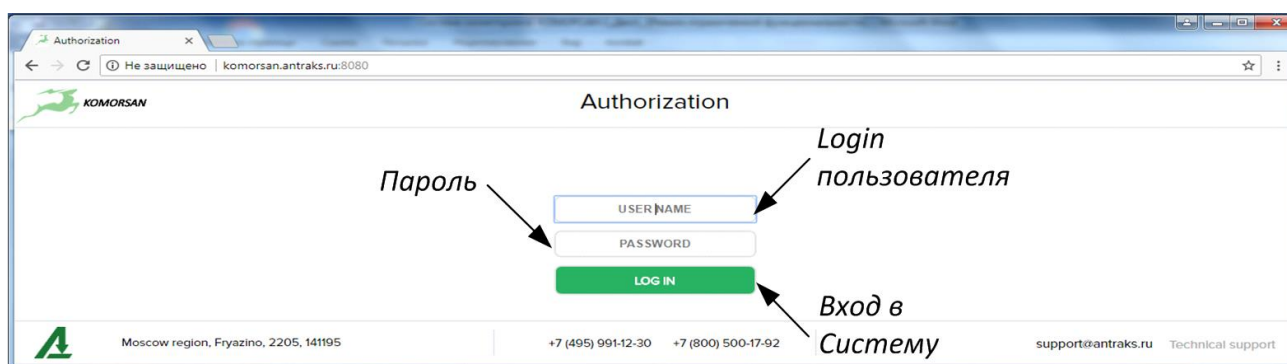 Authorization
Не защищено | komorsan.antraks.ru:8080
KOMORSAN
Authorization
Login
пользователя
Пароль
USER NAME
PASSWORD
LOG IN
Вход в
Систему
Moscow region, Fryazino, 2205, 141195
+7 (495) 991-12-30 +7 (800) 500-17-92
support@antraks.ru Technical support